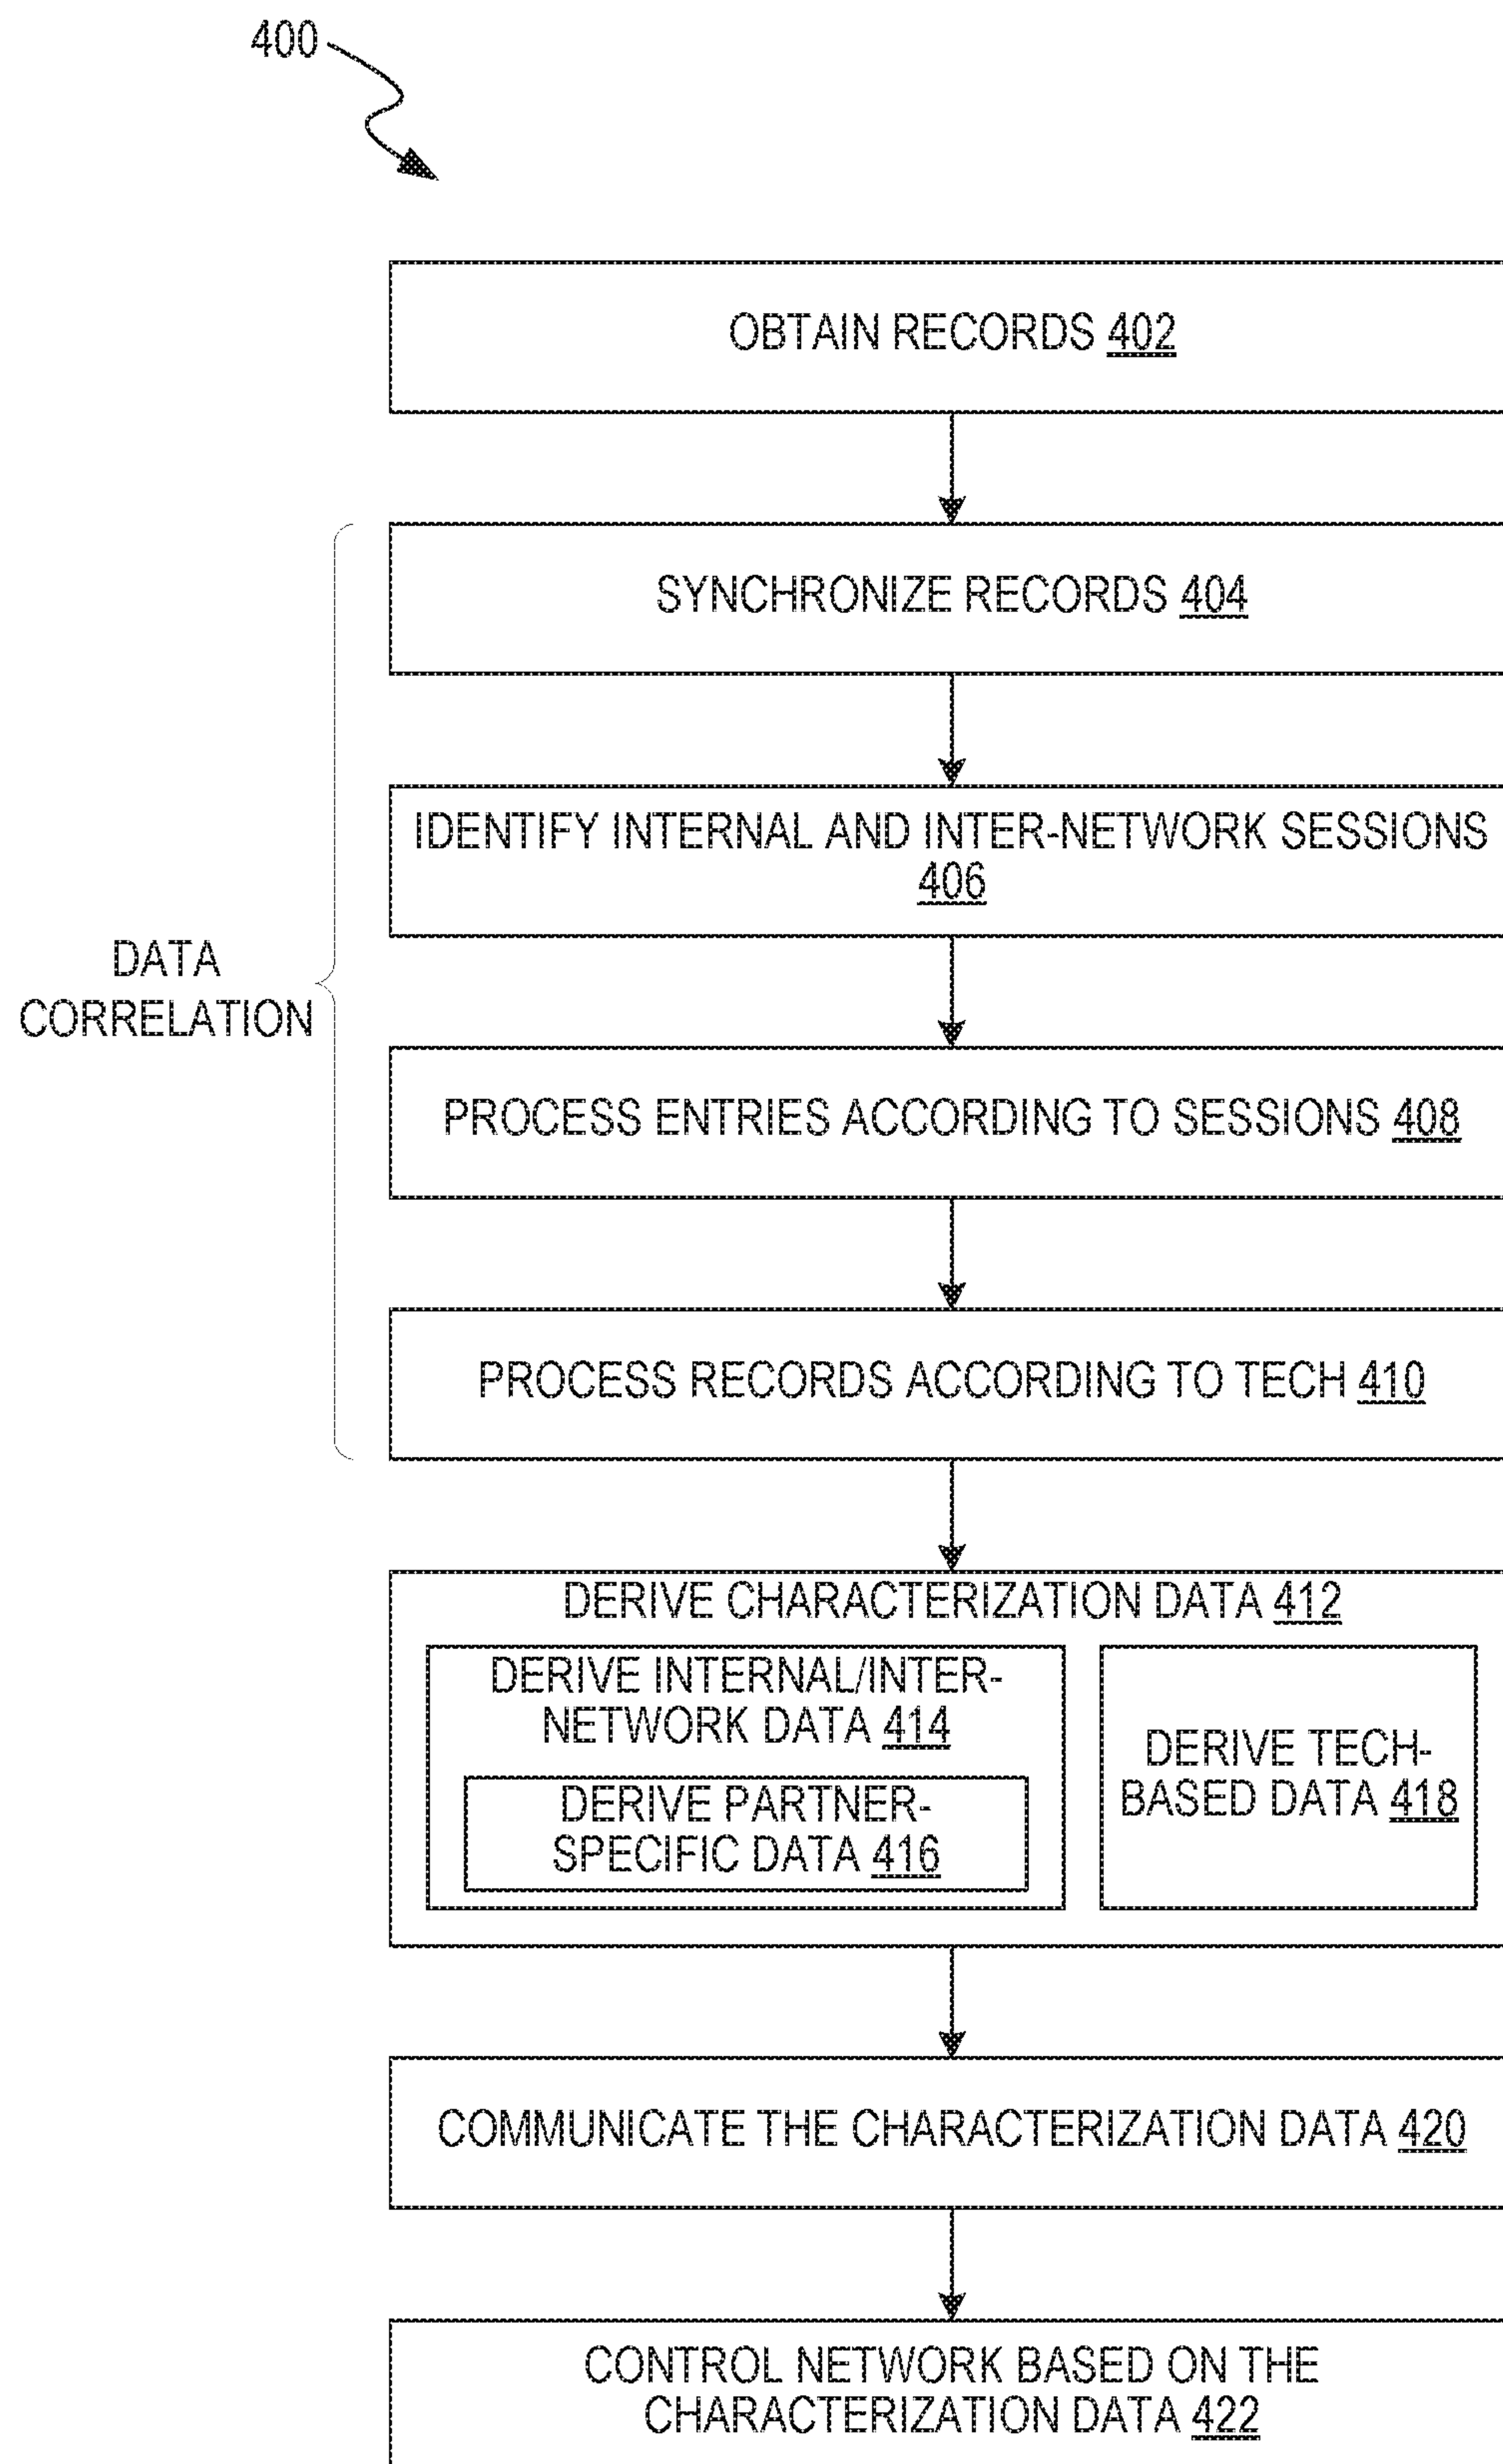 400
OBTAIN RECORDS 402
SYNCHRONIZE RECORDS 404
IDENTIFY INTERNAL AND INTER-NETWORK SESSIONS
406
DATA
CORRELATION
PROCESS ENTRIES ACCORDING TO SESSIONS 408
PROCESS RECORDS ACCORDING TO TECH 410
DERIVE CHARACTERIZATION DATA 412
DERIVE INTERNAL/INTER-
NETWORK DATA 414
DERIVE PARTNER-
SPECIFIC DATA 416
DERIVE TECH-
BASED DATA 418
COMMUNICATE THE CHARACTERIZATION DATA 420
CONTROL NETWORK BASED ON THE
CHARACTERIZATION DATA 422